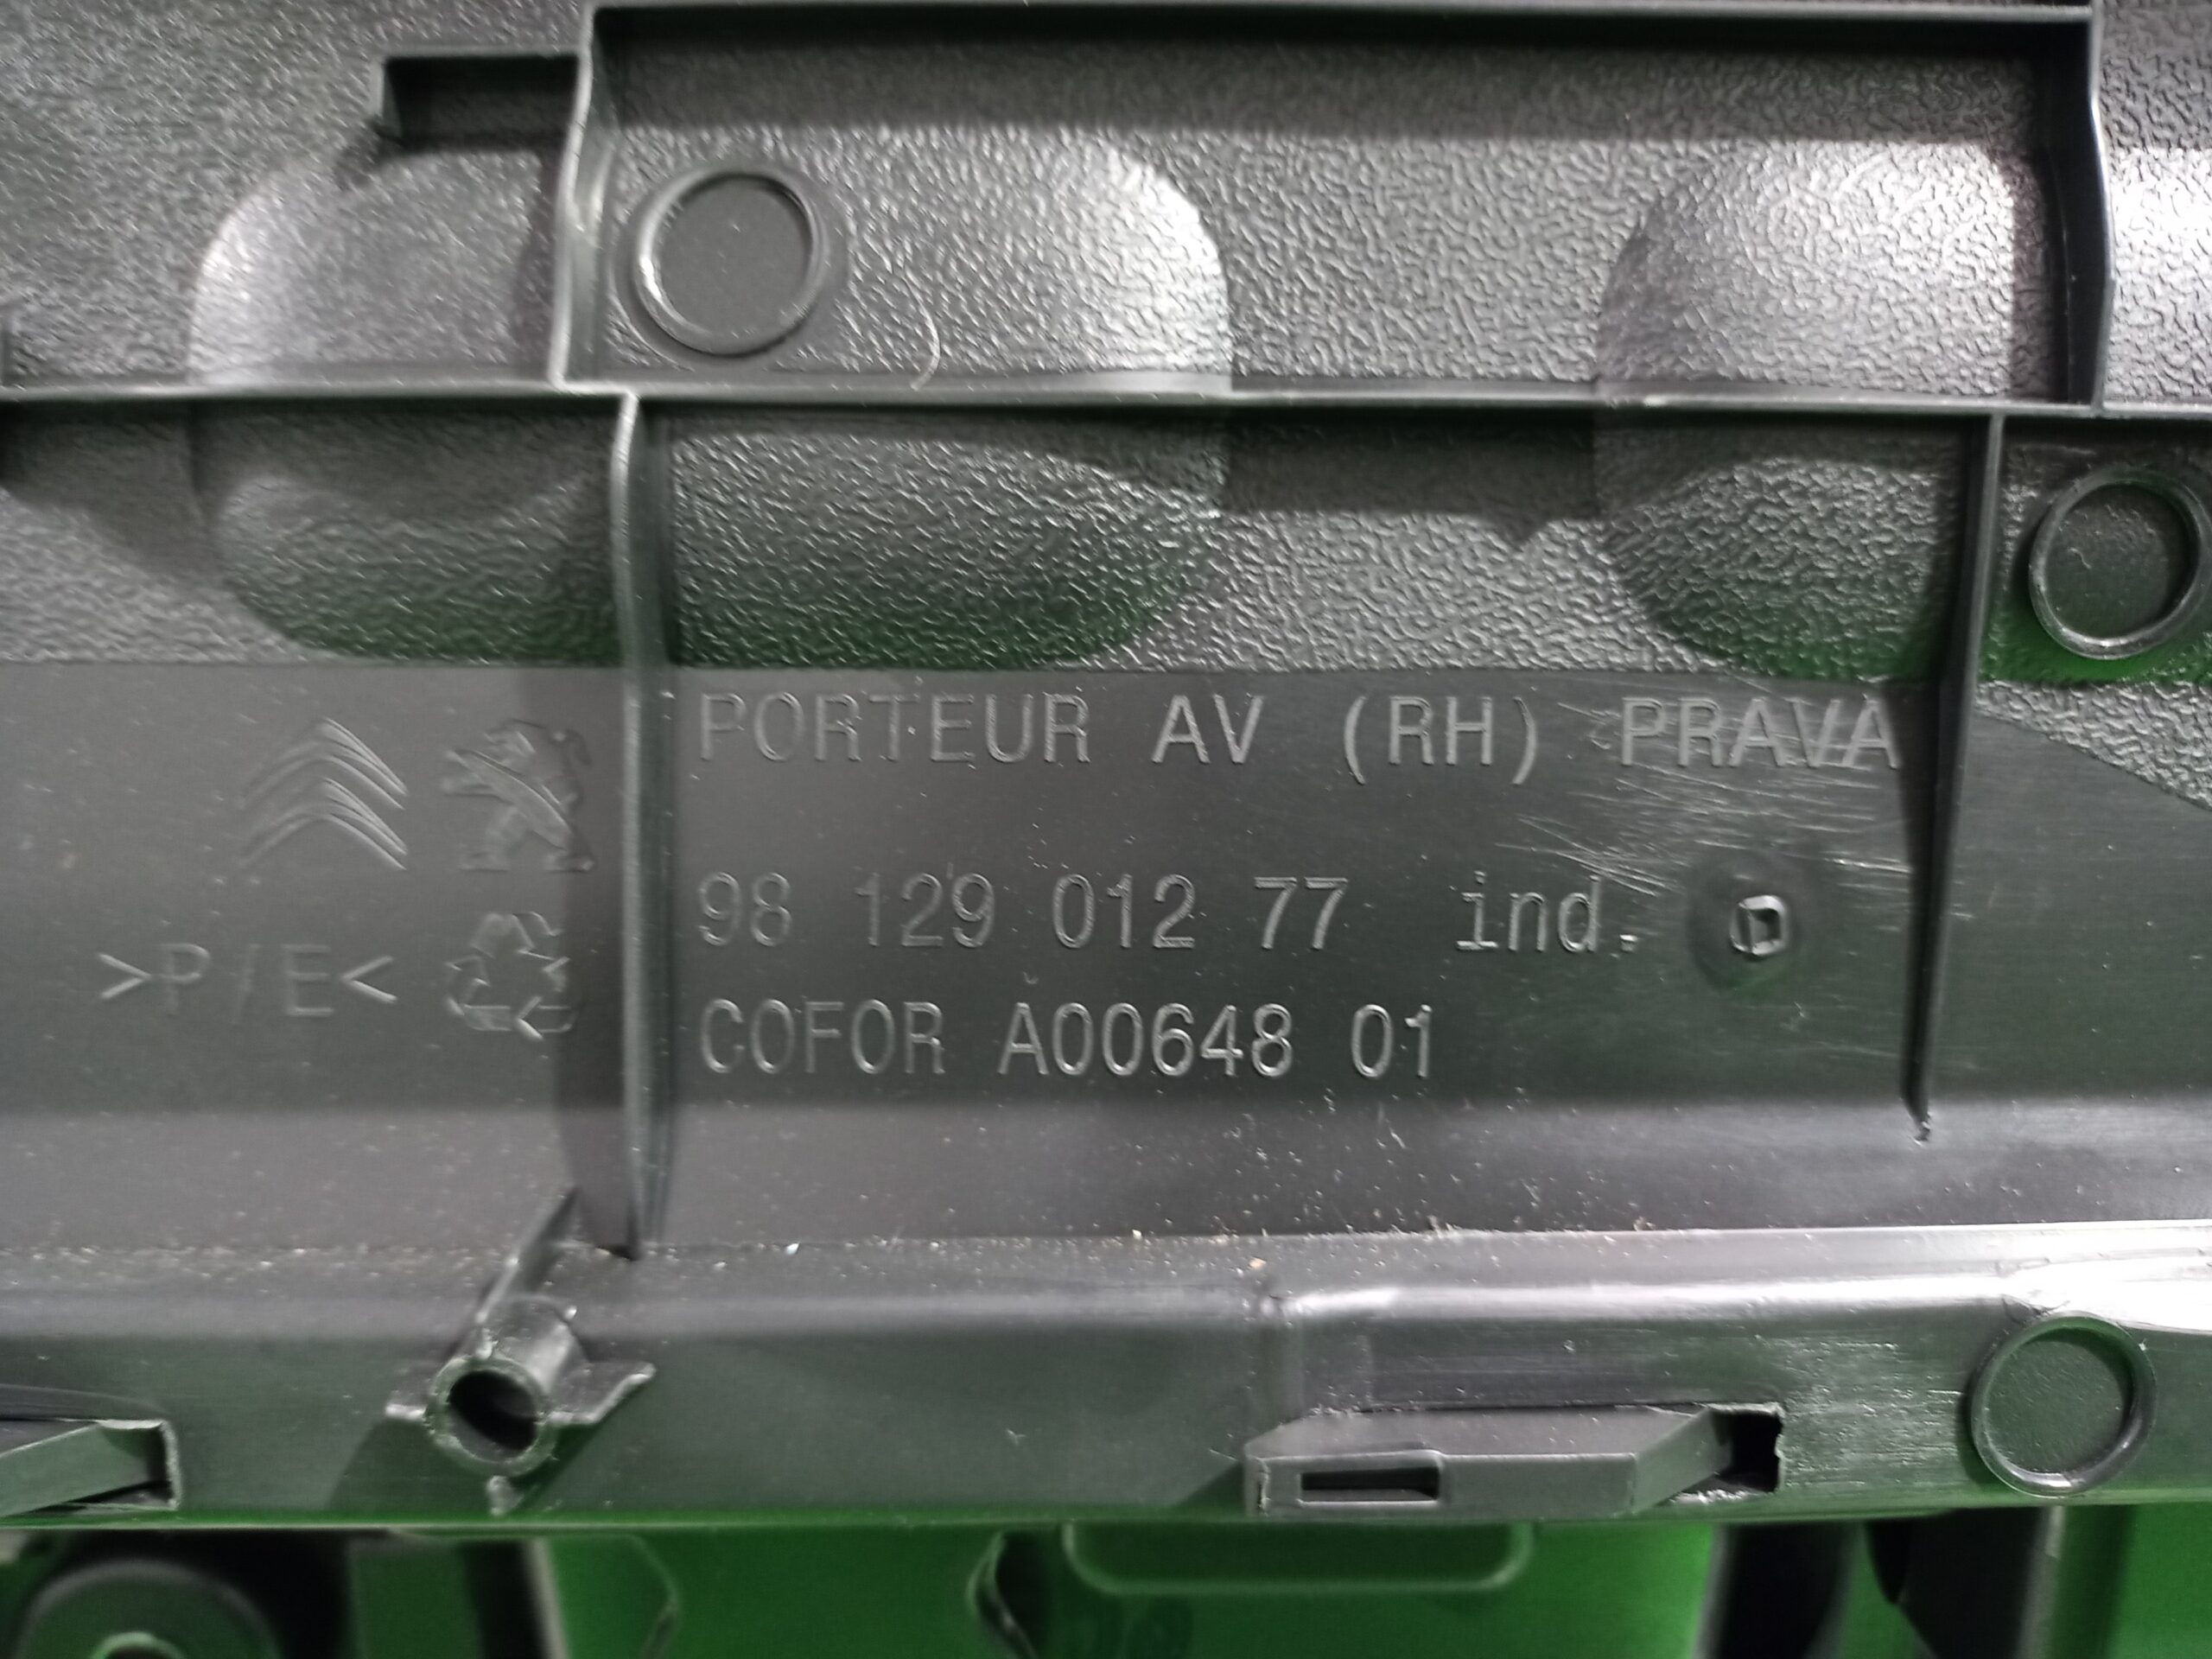 PORTEUR AV (RH) PRAVA
98 129 012 77 ind. D
>P/E<
COFOR A00648 01